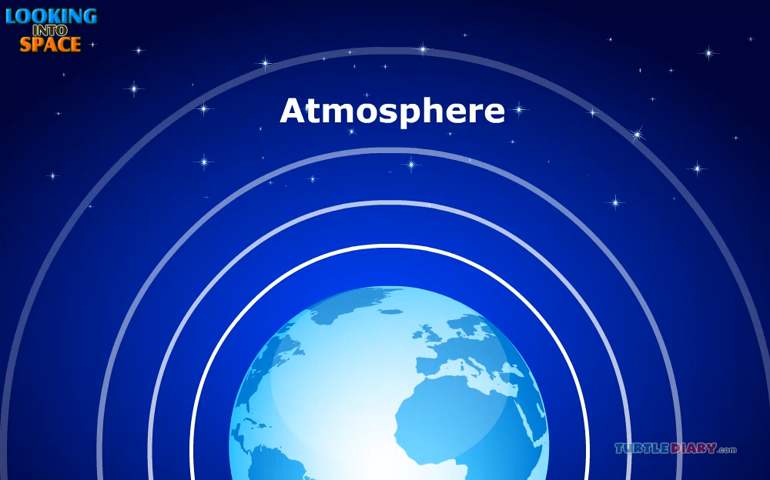 LOOKING
INTO
SPACE
Atmosphere
TURTLEDIARY.com